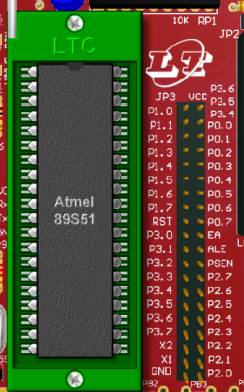 10K RP1
LTC
JP2
JP3 VCC P3.6
P3.5
P3.4
P1.0 P0.0
P1.1 P0.1
P1.2 P0.2
P1.3 P0.3
P1.4 P0.4
P1.5 P0.5
P1.6 P0.6
P1.7 P0.7
RST EA
P3.0 ALE
P3.1 PSEN
P3.2 P2.7
P3.3 P2.6
P3.4 P2.5
P3.5 P2.4
P3.6 P2.3
P3.7 P2.2
X2 P2.1
X1 P2.0
GND
PB2 PB3
Atmel
89S51